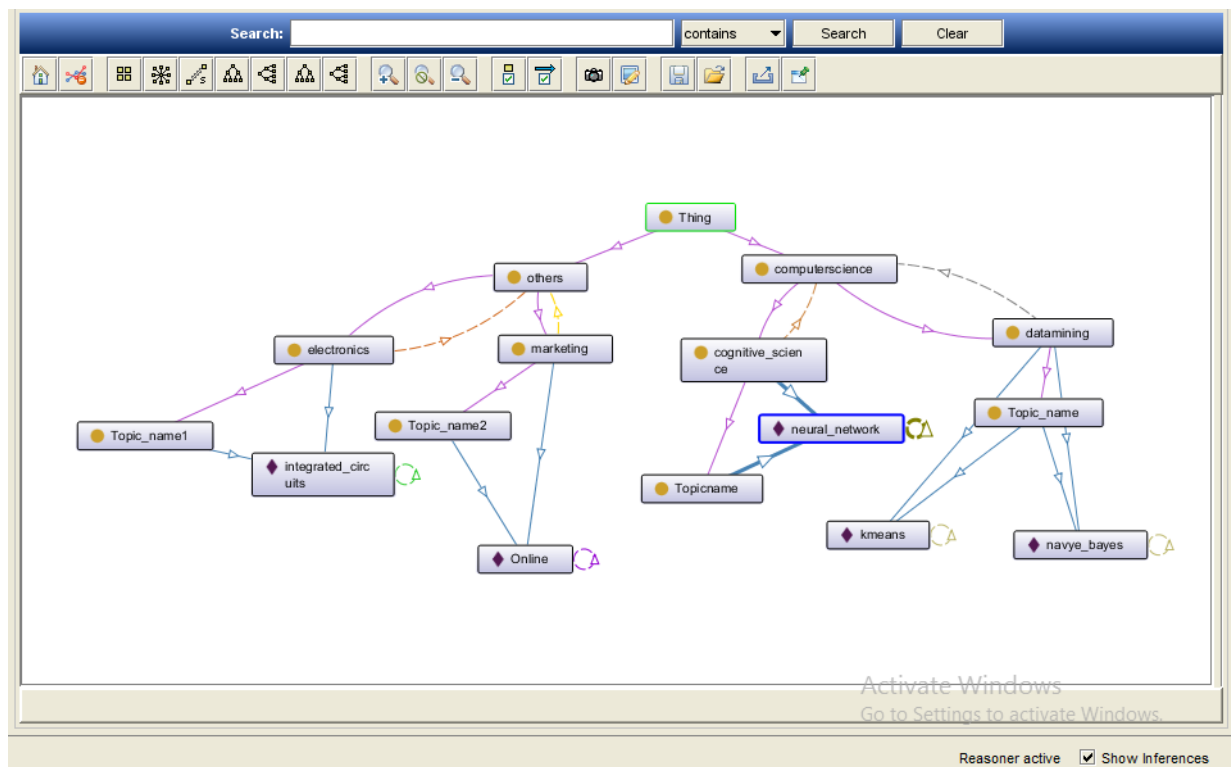 Search: contains Search Clear
Thing
others
computerscience
electronics
marketing
cognitive_scien
ce
datamining
Topic_name1
Topic_name2
neural_network
Topic_name
integrated_circ
uits
Topicname
Online
kmeans
navye_bayes
Activate Windows
Go to Settings to activate Windows.
Reasoner active Show Inferences